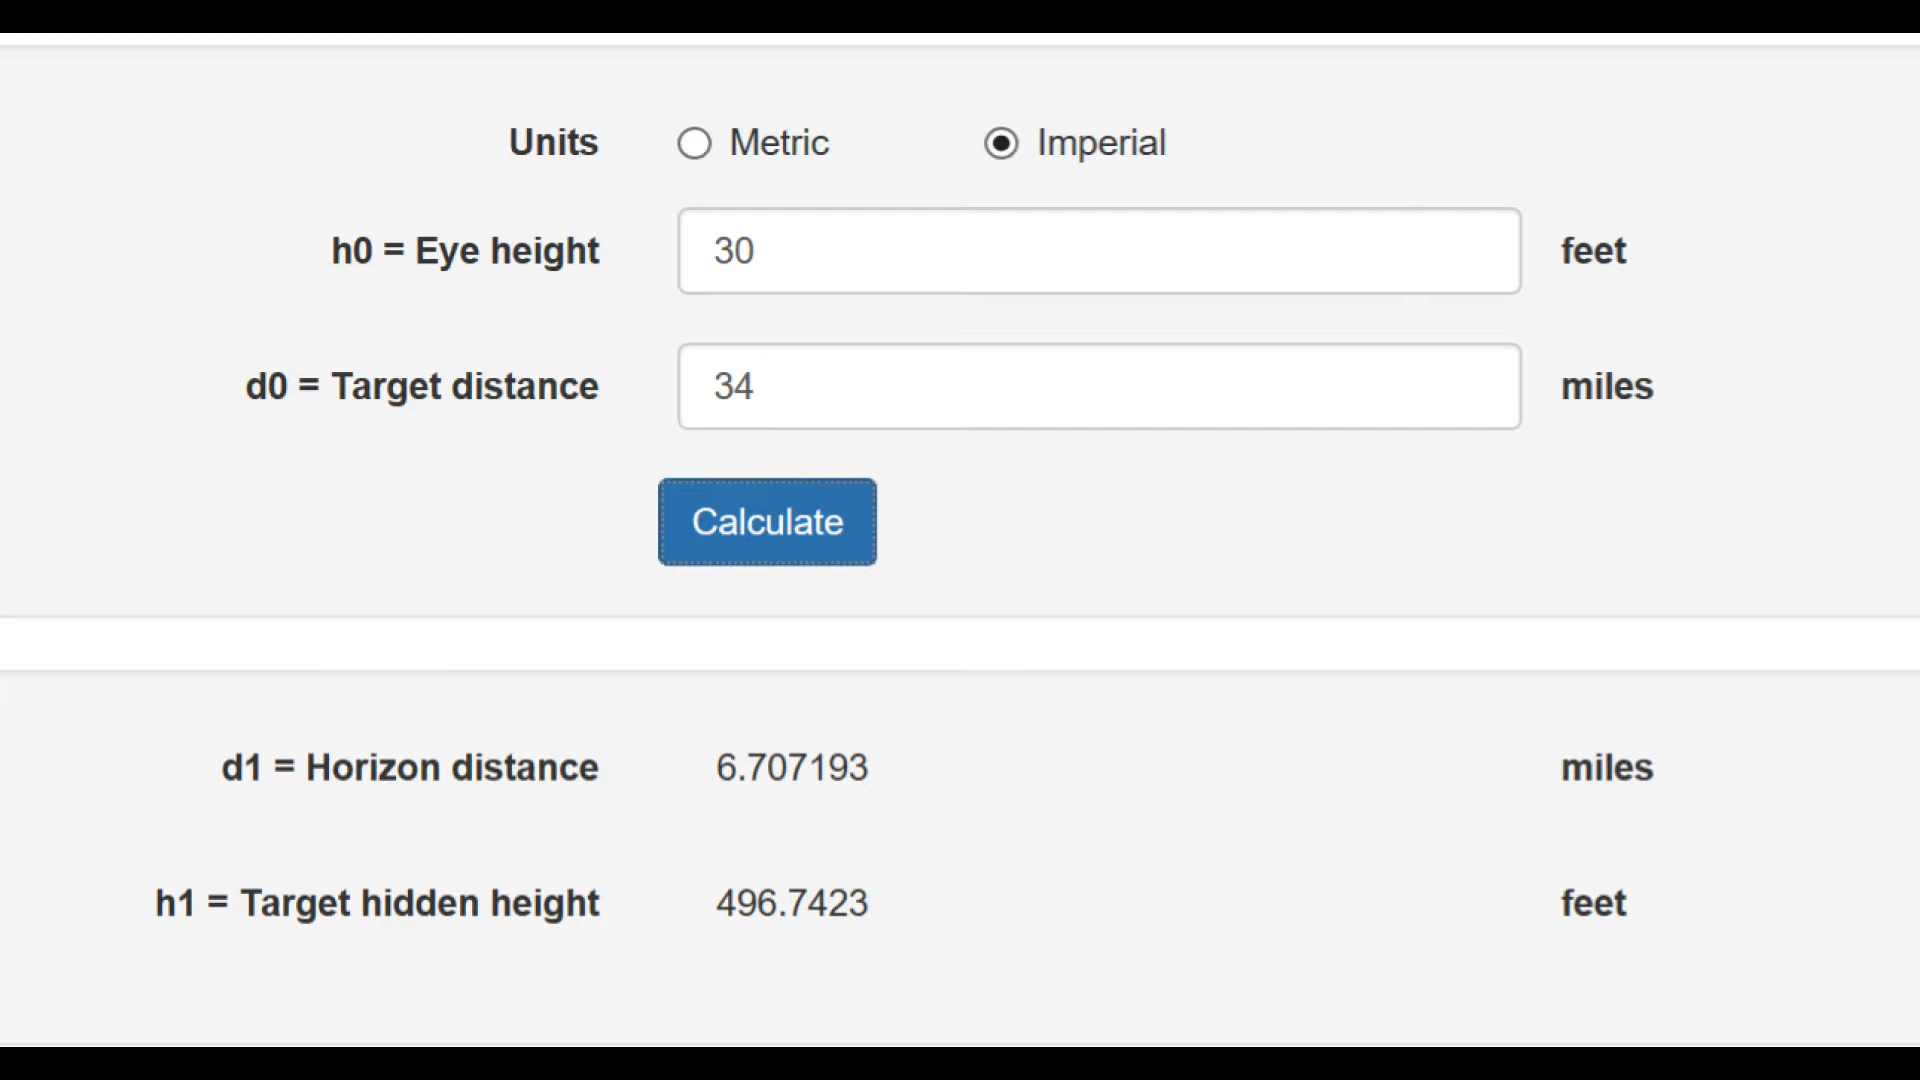 Units Metric Imperial
h0 = Eye height 30 feet
d0 = Target distance 34 miles
Calculate
d1 = Horizon distance 6.707193 miles
h1 = Target hidden height 496.7423 feet